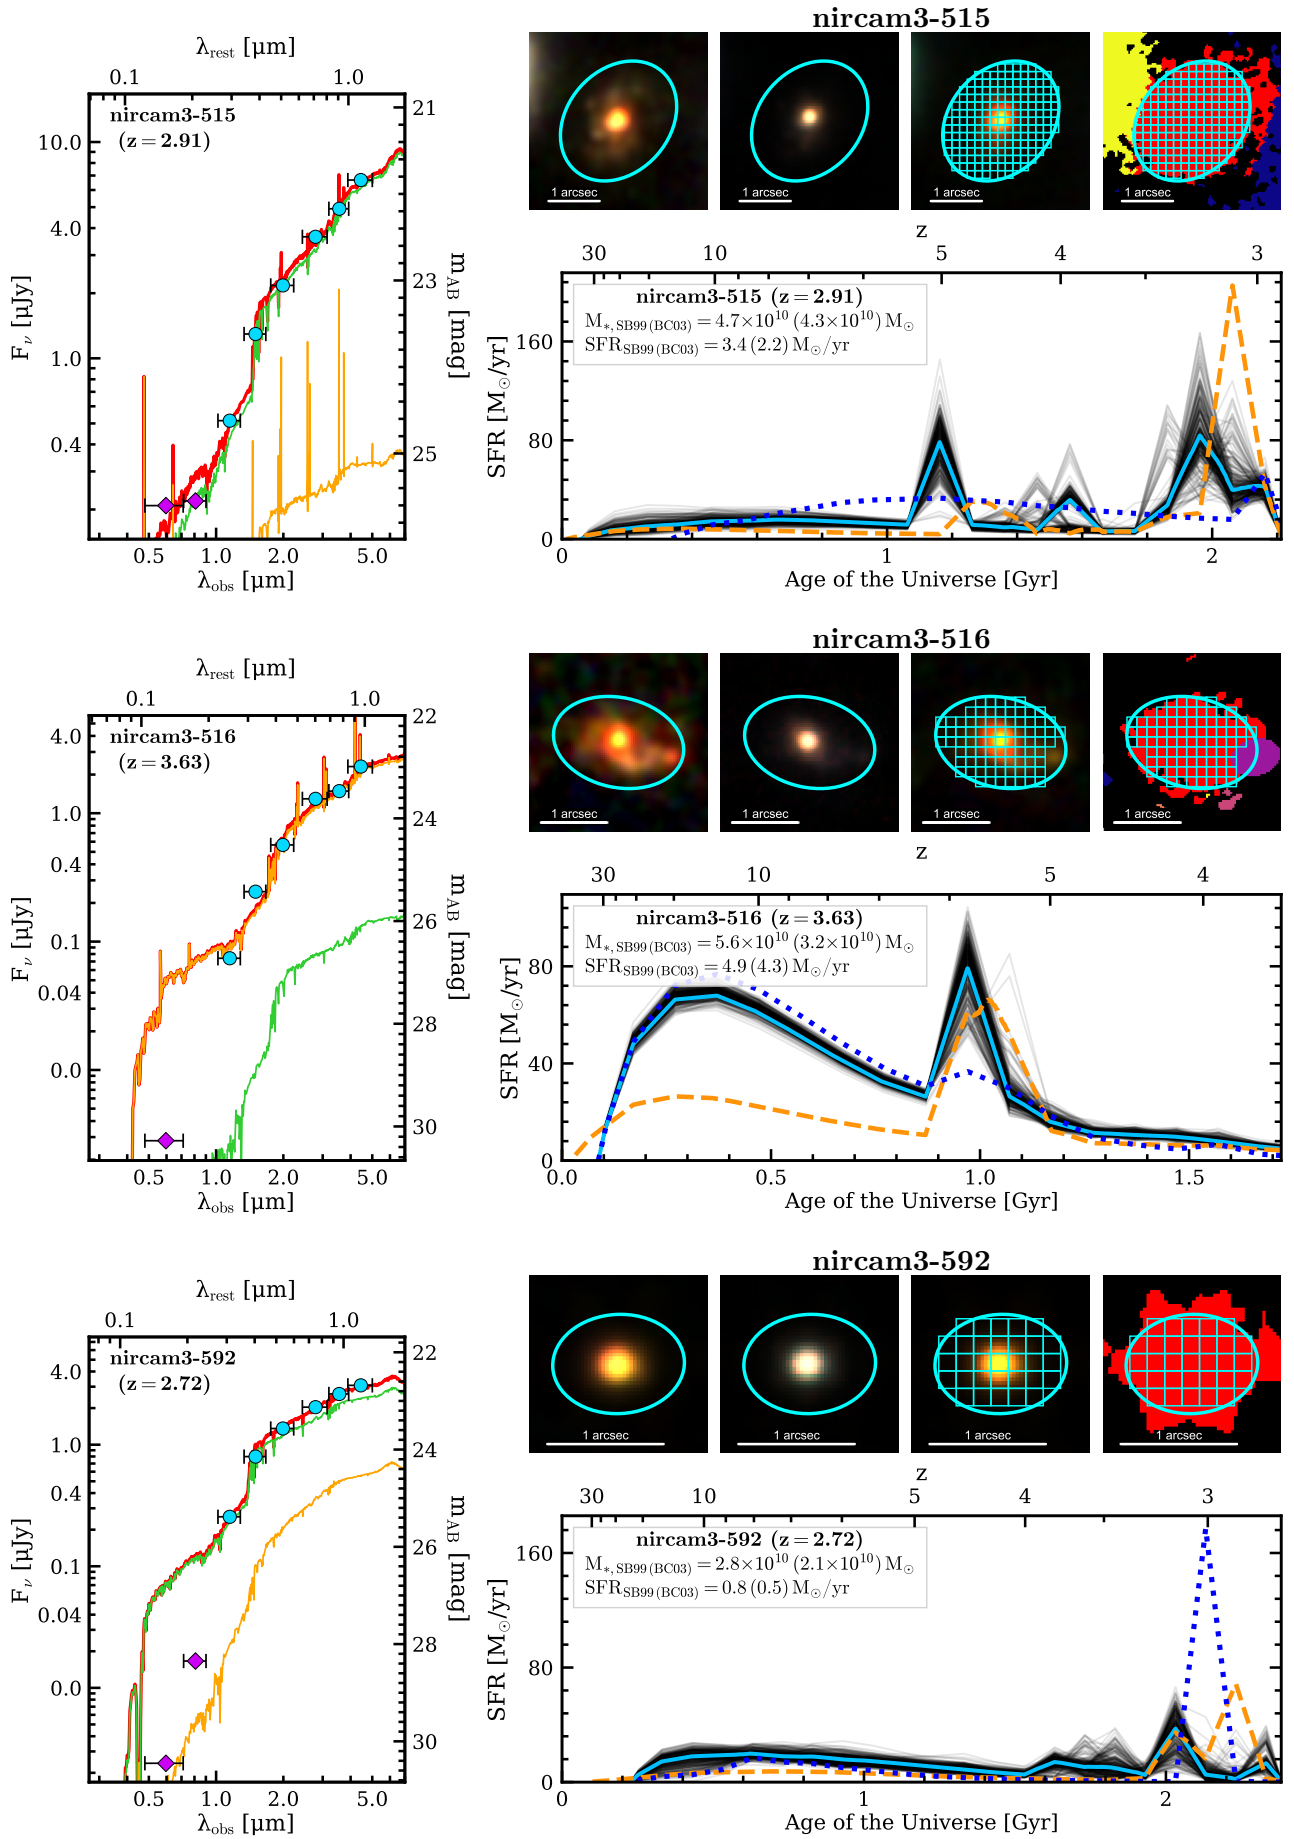 nircam3-515
λrest [μm]
0.1 1.0
nircam3-515
(z=2.91)
10.0
4.0
1.0
0.4
Fν [μJy]
21
23
25
mAB [mag]
0.5 1.0 2.0 5.0
λobs [μm]
1 arcsec 1 arcsec 1 arcsec 1 arcsec
z
30 10 5 4 3
nircam3-515 (z=2.91)
M*,SB99(BC03) = 4.7×10^10 (4.3×10^10) M⊙
SFRSB99(BC03) = 3.4 (2.2) M⊙/yr
160
80
0
SFR [M⊙/yr]
0 1 2
Age of the Universe [Gyr]
nircam3-516
λrest [μm]
0.1 1.0
nircam3-516
(z=3.63)
4.0
1.0
0.4
0.1
0.04
0.0
Fν [μJy]
22
24
26
28
30
mAB [mag]
0.5 1.0 2.0 5.0
λobs [μm]
1 arcsec 1 arcsec 1 arcsec 1 arcsec
z
30 10 5 4
nircam3-516 (z=3.63)
M*,SB99(BC03) = 5.6×10^10 (3.2×10^10) M⊙
SFRSB99(BC03) = 4.9 (4.3) M⊙/yr
80
40
0
SFR [M⊙/yr]
0.0 0.5 1.0 1.5
Age of the Universe [Gyr]
nircam3-592
λrest [μm]
0.1 1.0
nircam3-592
(z=2.72)
4.0
1.0
0.4
0.1
0.04
0.0
Fν [μJy]
22
24
26
28
30
mAB [mag]
0.5 1.0 2.0 5.0
λobs [μm]
1 arcsec 1 arcsec 1 arcsec 1 arcsec
z
30 10 5 4 3
nircam3-592 (z=2.72)
M*,SB99(BC03) = 2.8×10^10 (2.1×10^10) M⊙
SFRSB99(BC03) = 0.8 (0.5) M⊙/yr
160
80
0
SFR [M⊙/yr]
0 1 2
Age of the Universe [Gyr]